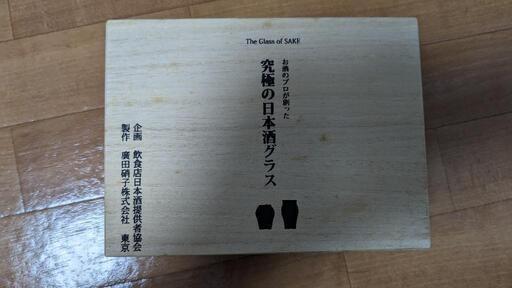 The Glass of SAKE
お酒のプロが創った
究極の日本酒グラス
企画 飲食店日本酒提供者協会
製作 廣田硝子株式会社 東京